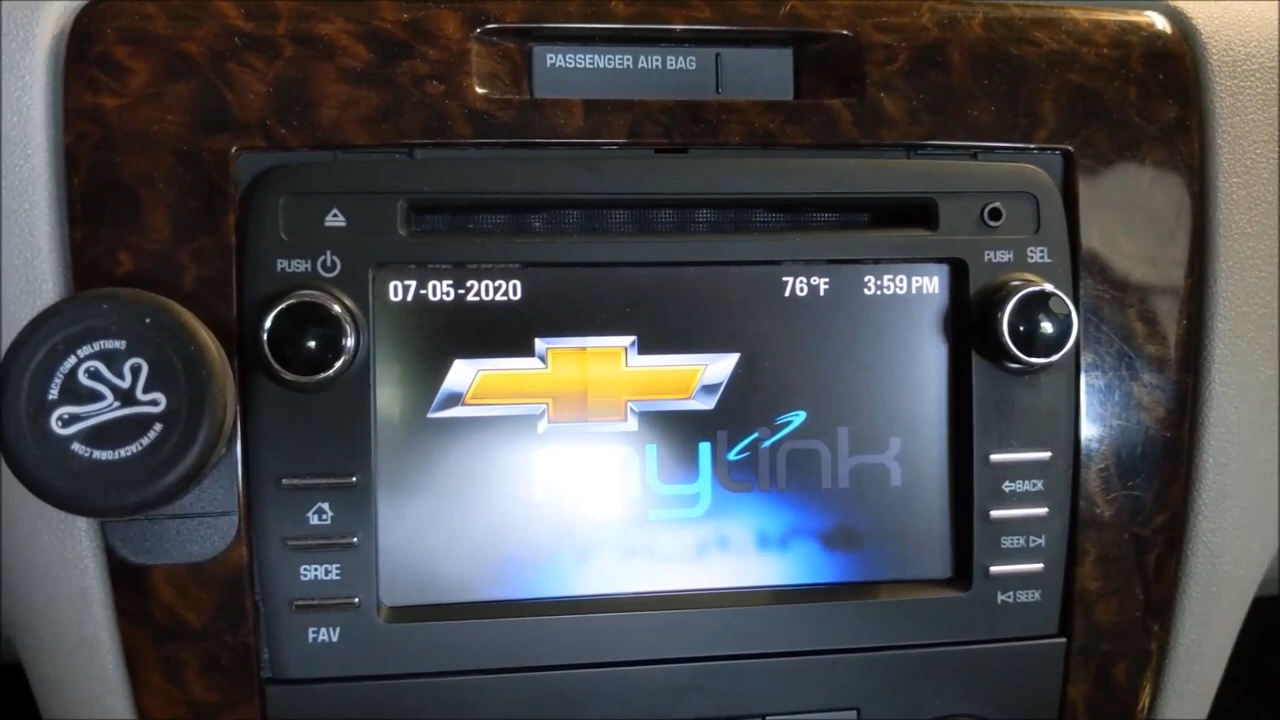 PASSENGER AIR BAG
PUSH
PUSH SEL
07-05-2020 76°F 3:59 PM
mylink
TACKFORM SOLUTIONS
WWW.TACKFORM.COM
BACK
SEEK
SRCE
SEEK
FAV